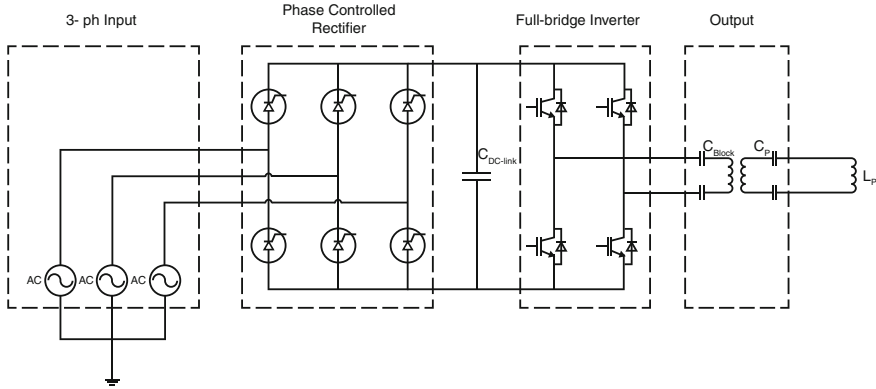 3- ph Input
Phase Controlled
Rectifier
Full-bridge Inverter
Output
C_DC-link
C_Block
C_P
L_P
AC
AC
AC